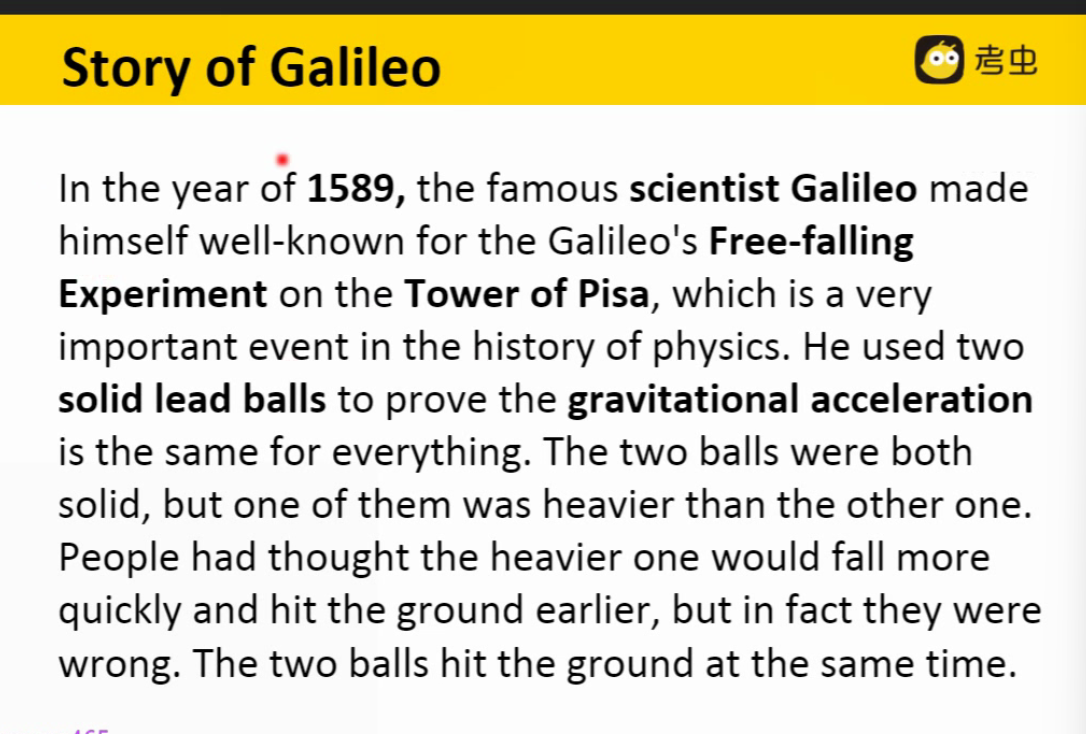 Story of Galileo
考虫
In the year of 1589, the famous scientist Galileo made
himself well-known for the Galileo's Free-falling
Experiment on the Tower of Pisa, which is a very
important event in the history of physics. He used two
solid lead balls to prove the gravitational acceleration
is the same for everything. The two balls were both
solid, but one of them was heavier than the other one.
People had thought the heavier one would fall more
quickly and hit the ground earlier, but in fact they were
wrong. The two balls hit the ground at the same time.